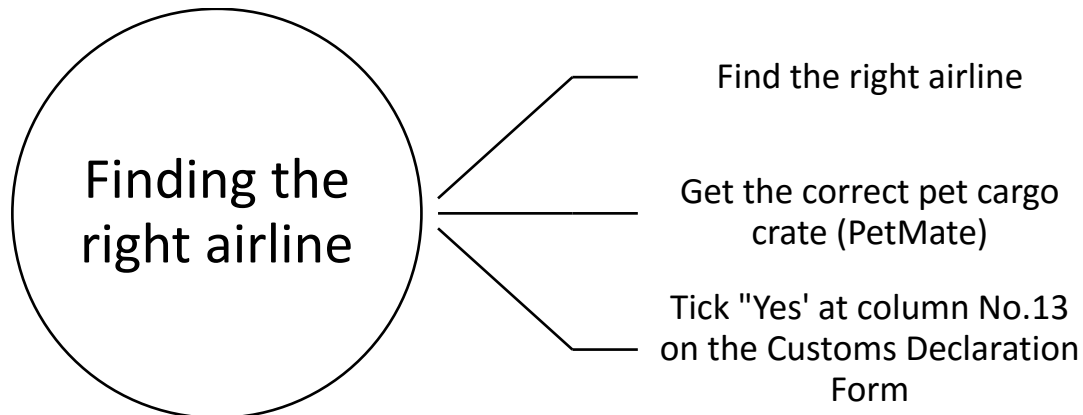 Finding the
right airline
Find the right airline
Get the correct pet cargo
crate (PetMate)
Tick "Yes' at column No.13
on the Customs Declaration
Form